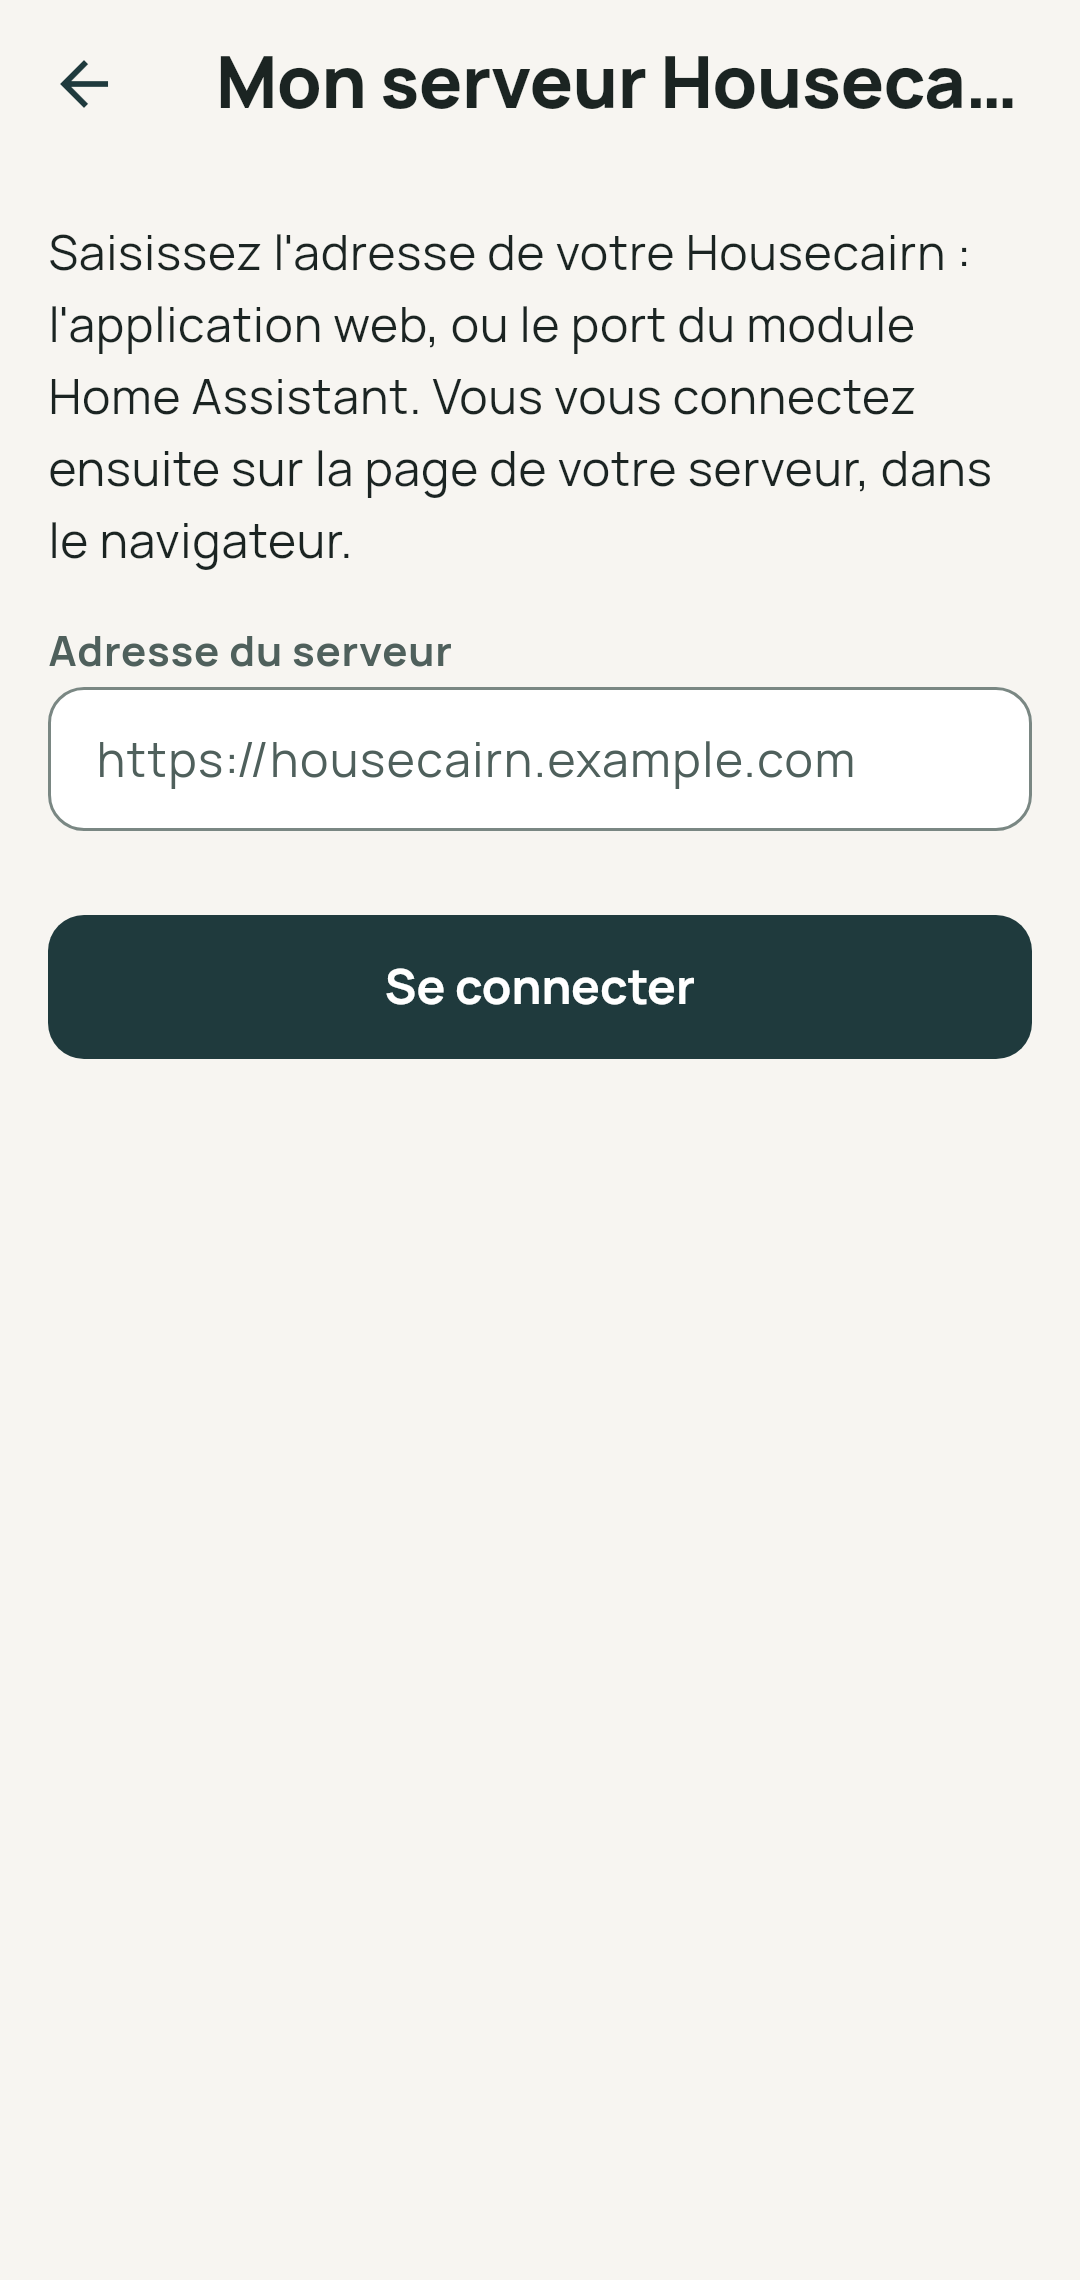 Mon serveur Houseca...
Saisissez l'adresse de votre Housecairn :
l'application web, ou le port du module
Home Assistant. Vous vous connectez
ensuite sur la page de votre serveur, dans
le navigateur.
Adresse du serveur
https://housecairn.example.com
Se connecter